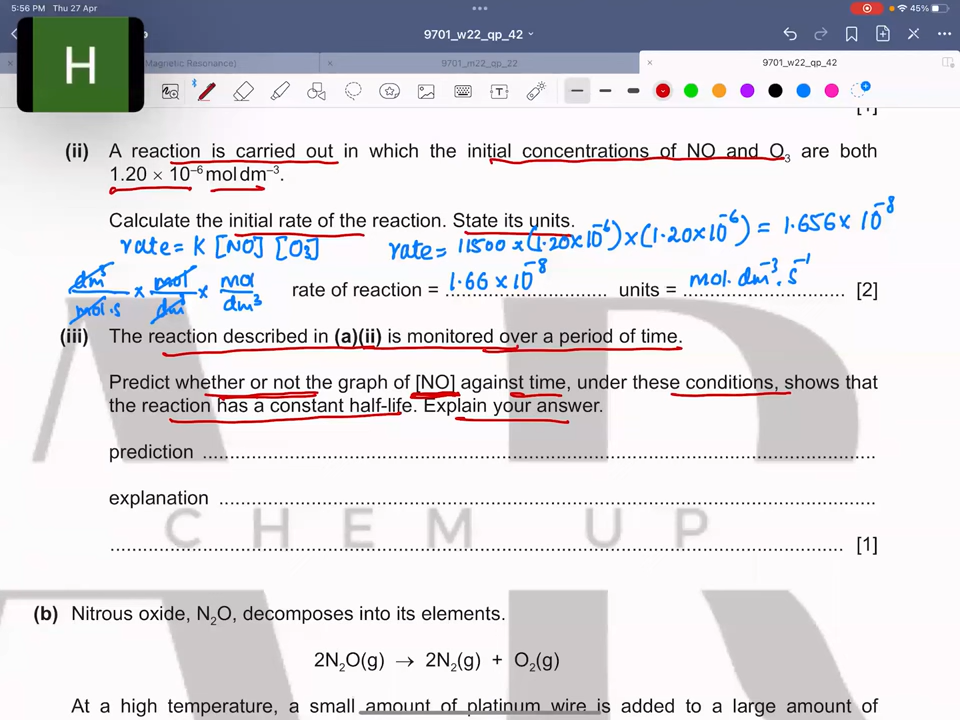 5:56 PM Thu 27 Apr
45%
9701_w22_qp_42
H
Magnetic Resonance)
9701_m22_qp_22
9701_w22_qp_42
[1]
(ii) A reaction is carried out in which the initial concentrations of NO and O₃ are both
1.20 × 10⁻⁶ mol dm⁻³.
Calculate the initial rate of the reaction. State its units.
rate = K [NO] [O₃] rate = 11500 × (1.20×10⁻⁶) × (1.20×10⁻⁶) = 1.656 × 10⁻⁸
dm³/mol·s × mol/dm³ × mol/dm³
rate of reaction = 1.66 × 10⁻⁸ units = mol. dm⁻³. s⁻¹ [2]
(iii) The reaction described in (a)(ii) is monitored over a period of time.
Predict whether or not the graph of [NO] against time, under these conditions, shows that
the reaction has a constant half-life. Explain your answer.
prediction
explanation
[1]
CHEM UP
(b) Nitrous oxide, N₂O, decomposes into its elements.
2N₂O(g) → 2N₂(g) + O₂(g)
At a high temperature, a small amount of platinum wire is added to a large amount of